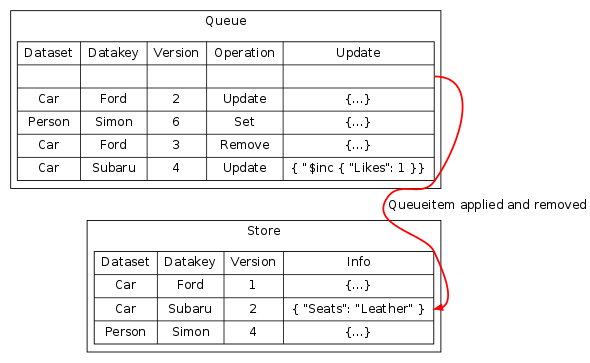 Queue
Dataset Datakey Version Operation Update
Car Ford 2 Update {...}
Person Simon 6 Set {...}
Car Ford 3 Remove {...}
Car Subaru 4 Update { "$inc { "Likes": 1 }}
Queueitem applied and removed
Store
Dataset Datakey Version Info
Car Ford 1 {...}
Car Subaru 2 { "Seats": "Leather" }
Person Simon 4 {...}